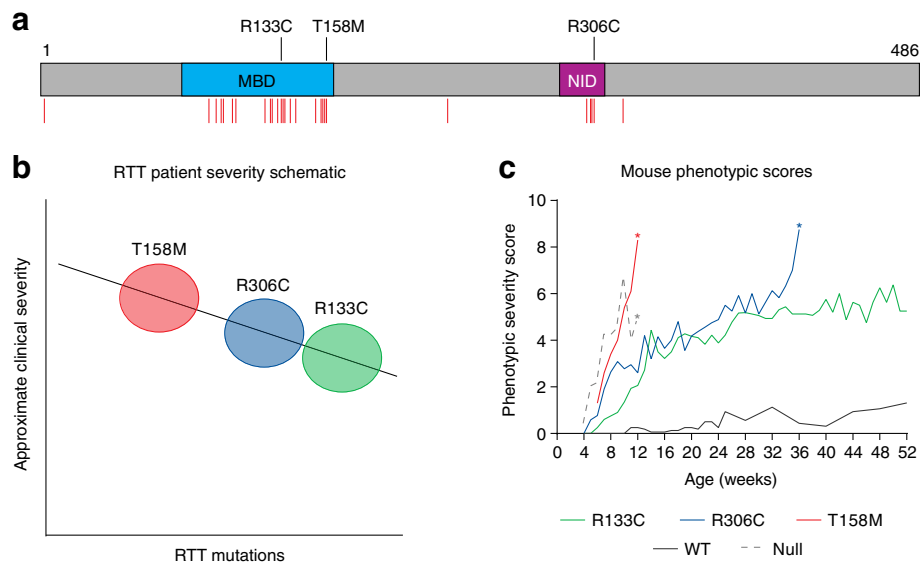 a
R133C T158M R306C
1 486
MBD NID
b
RTT patient severity schematic
Approximate clinical severity
T158M
R306C
R133C
RTT mutations
c
Mouse phenotypic scores
Phenotypic severity score
10
8
6
4
2
0
* * *
0 4 8 12 16 20 24 28 32 36 40 44 48 52
Age (weeks)
R133C R306C T158M
WT Null